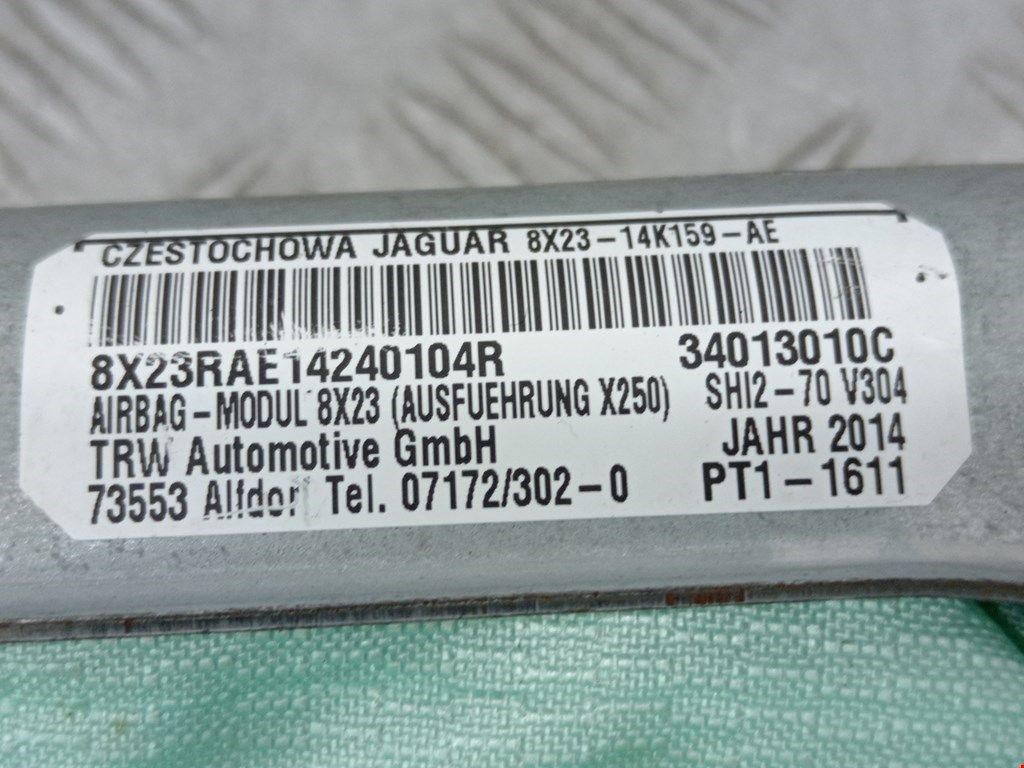 CZESTOCHOWA JAGUAR 8X23-14K159-AE
8X23RAE14240104R 34013010C
AIRBAG-MODUL 8X23 (AUSFUEHRUNG X250) SHI2-70 V304
TRW Automotive GmbH JAHR 2014
73553 Alfdorf Tel. 07172/302-0 PT1-1611